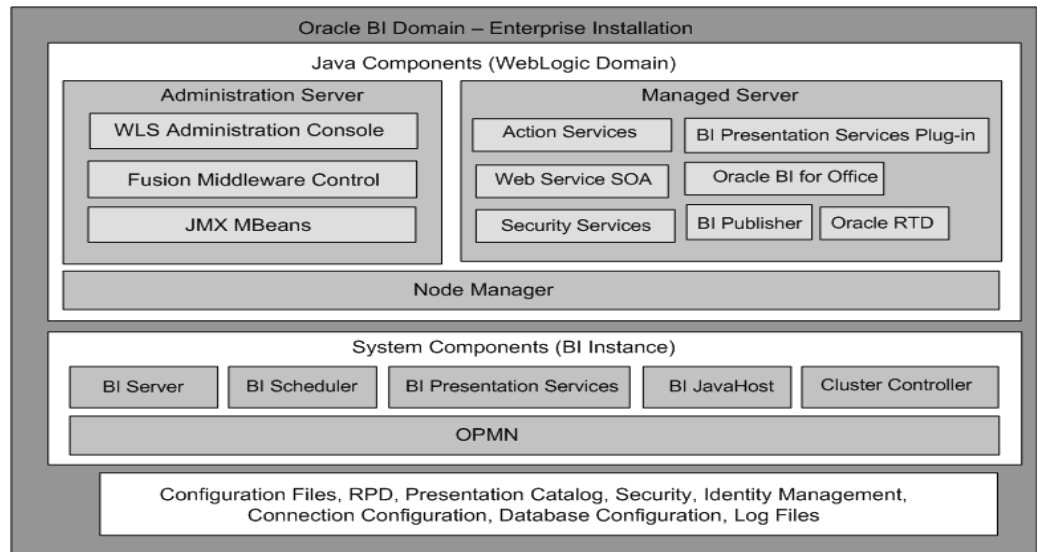 Oracle BI Domain – Enterprise Installation
Java Components (WebLogic Domain)
Administration Server
WLS Administration Console
Fusion Middleware Control
JMX MBeans
Managed Server
Action Services
BI Presentation Services Plug-in
Web Service SOA
Oracle BI for Office
Security Services
BI Publisher
Oracle RTD
Node Manager
System Components (BI Instance)
BI Server
BI Scheduler
BI Presentation Services
BI JavaHost
Cluster Controller
OPMN
Configuration Files, RPD, Presentation Catalog, Security, Identity Management,
Connection Configuration, Database Configuration, Log Files